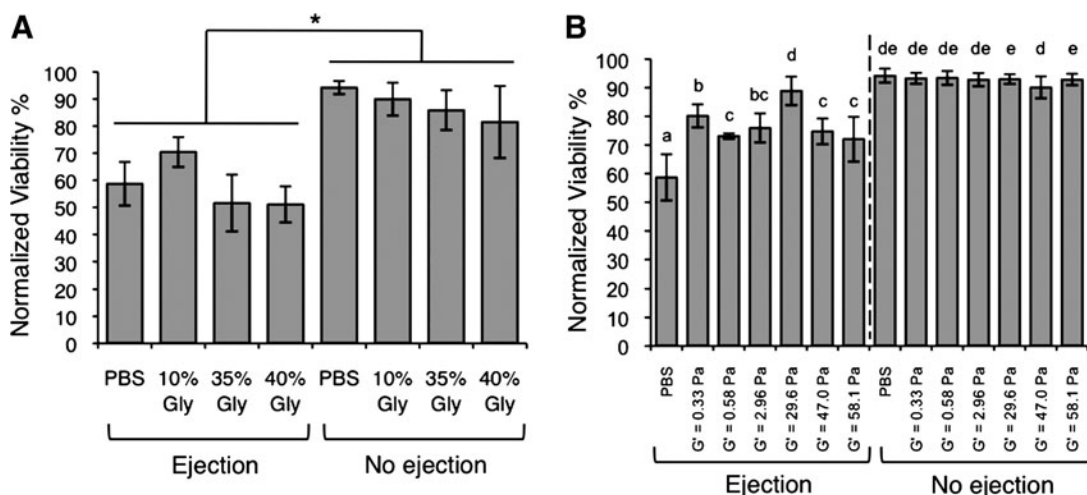 A
*
Normalized Viability %
100
90
80
70
60
50
40
30
20
10
0
PBS 10% Gly 35% Gly 40% Gly PBS 10% Gly 35% Gly 40% Gly
Ejection No ejection
B
Normalized Viability %
100
90
80
70
60
50
40
30
20
10
0
a b c bc d c c de de de de e d e
PBS
G' = 0.33 Pa
G' = 0.58 Pa
G' = 2.96 Pa
G' = 29.6 Pa
G' = 47.0 Pa
G' = 58.1 Pa
PBS
G' = 0.33 Pa
G' = 0.58 Pa
G' = 2.96 Pa
G' = 29.6 Pa
G' = 47.0 Pa
G' = 58.1 Pa
Ejection No ejection